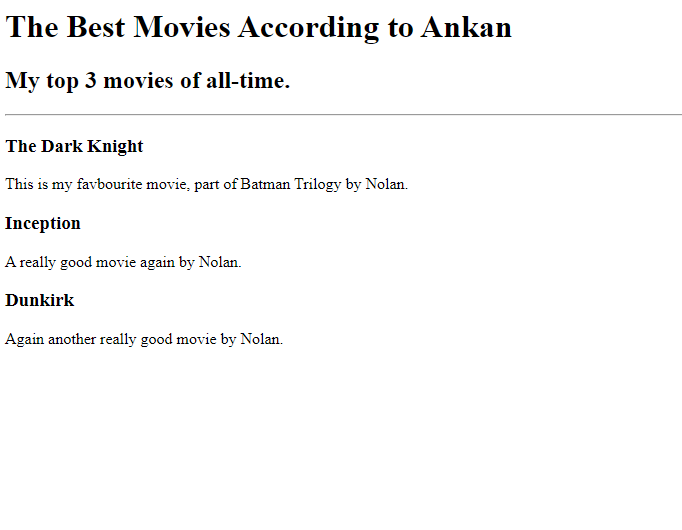 The Best Movies According to Ankan
My top 3 movies of all-time.
The Dark Knight
This is my favbourite movie, part of Batman Trilogy by Nolan.
Inception
A really good movie again by Nolan.
Dunkirk
Again another really good movie by Nolan.